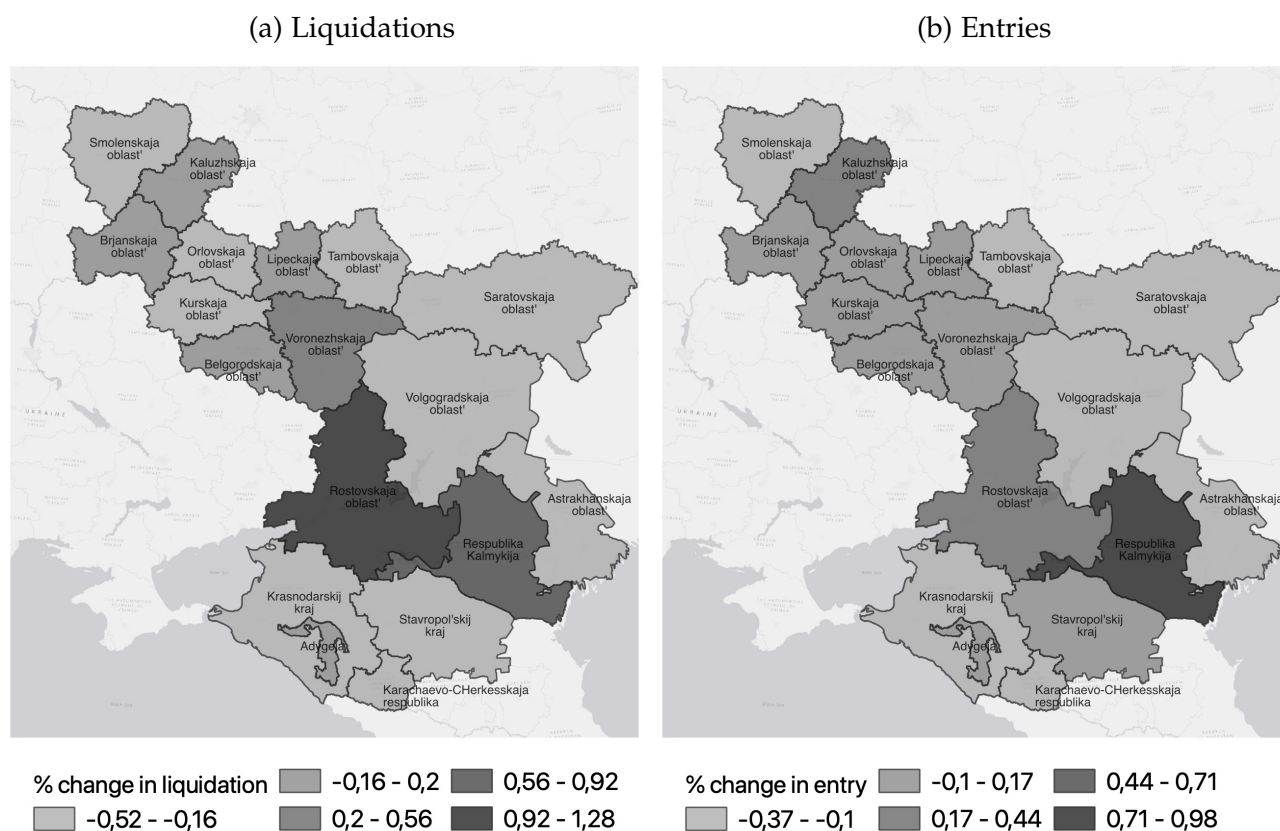 (a) Liquidations
(b) Entries
Smolenskaja
oblast'
Kaluzhskaja
oblast'
Brjanskaja
oblast'
Orlovskaja
oblast'
Lipeckaja
oblast'
Tambovskaja
oblast'
Saratovskaja
oblast'
Kurskaja
oblast'
Voronezhskaja
oblast'
Belgorodskaja
oblast'
Volgogradskaja
oblast'
UKRAINE
Rostovskaja
oblast'
Astrakhanskaja
oblast'
Respublika
Kalmykija
Krasnodarskij
kraj
Stavropol'skij
kraj
Adygeja
Karachaevo-CHerkesskaja
respublika
% change in liquidation
-0,52 - -0,16
-0,16 - 0,2
0,2 - 0,56
0,56 - 0,92
0,92 - 1,28
Smolenskaja
oblast'
Kaluzhskaja
oblast'
Brjanskaja
oblast'
Orlovskaja
oblast'
Lipeckaja
oblast'
Tambovskaja
oblast'
Saratovskaja
oblast'
Kurskaja
oblast'
Voronezhskaja
oblast'
Belgorodskaja
oblast'
Volgogradskaja
oblast'
UKRAINE
Rostovskaja
oblast'
Astrakhanskaja
oblast'
Respublika
Kalmykija
Krasnodarskij
kraj
Stavropol'skij
kraj
Adygeja
Karachaevo-CHerkesskaja
respublika
% change in entry
-0,37 - -0,1
-0,1 - 0,17
0,17 - 0,44
0,44 - 0,71
0,71 - 0,98